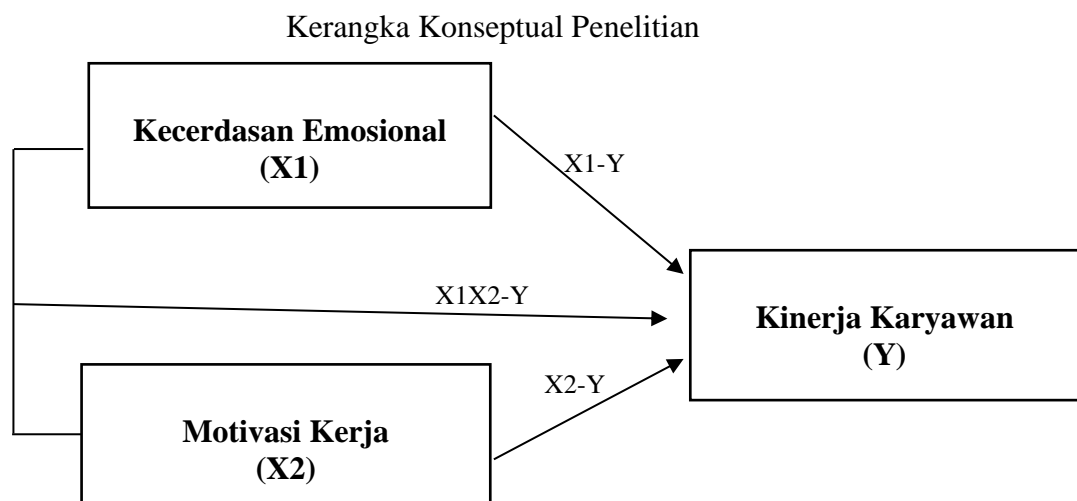 Kerangka Konseptual Penelitian
Kecerdasan Emosional
(X1)
X1-Y
X1X2-Y
Kinerja Karyawan
(Y)
X2-Y
Motivasi Kerja
(X2)